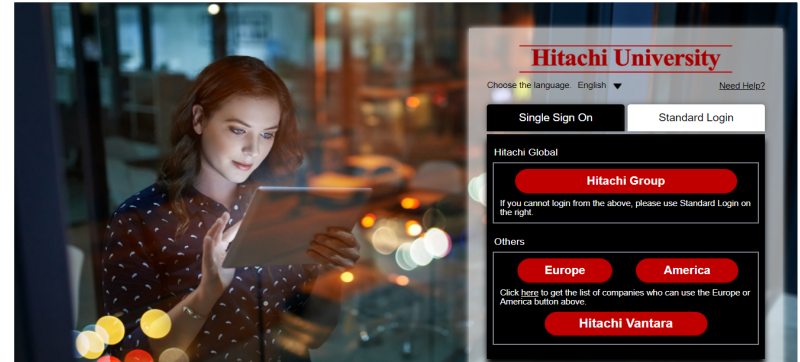 Hitachi University
Choose the language. English
Need Help?
Single Sign On
Standard Login
Hitachi Global
Hitachi Group
If you cannot login from the above, please use Standard Login on
the right.
Others
Europe
America
Click here to get the list of companies who can use the Europe or
America button above.
Hitachi Vantara